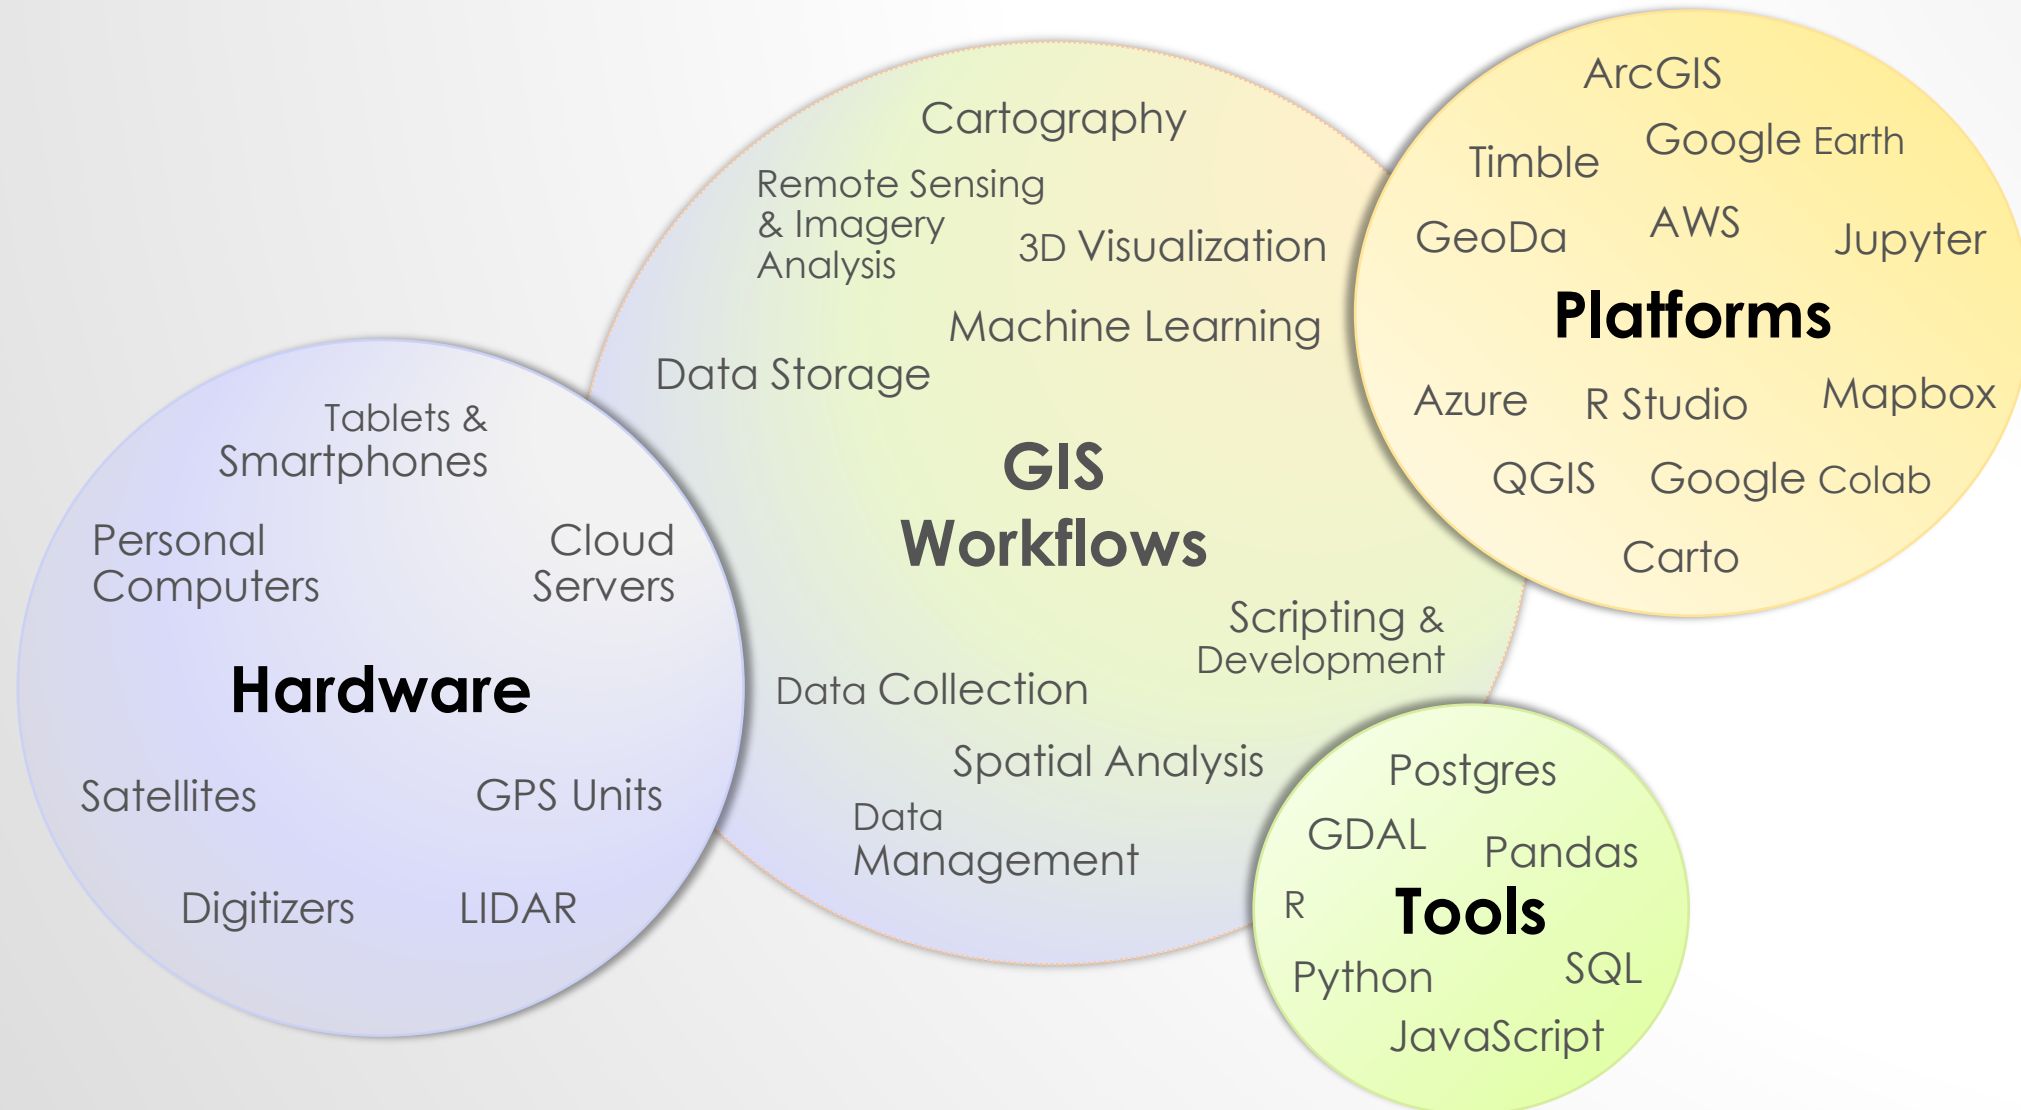 Cartography
Remote Sensing
& Imagery
Analysis
3D Visualization
Machine Learning
Data Storage
GIS
Workflows
Scripting &
Development
Data Collection
Spatial Analysis
Data
Management
ArcGIS
Google Earth
Timble
AWS
GeoDa
Jupyter
Platforms
Azure
R Studio
Mapbox
QGIS
Google Colab
Carto
Tablets &
Smartphones
Personal
Computers
Cloud
Servers
Hardware
Satellites
GPS Units
Digitizers
LIDAR
Postgres
GDAL
Pandas
R
Tools
Python
SQL
JavaScript